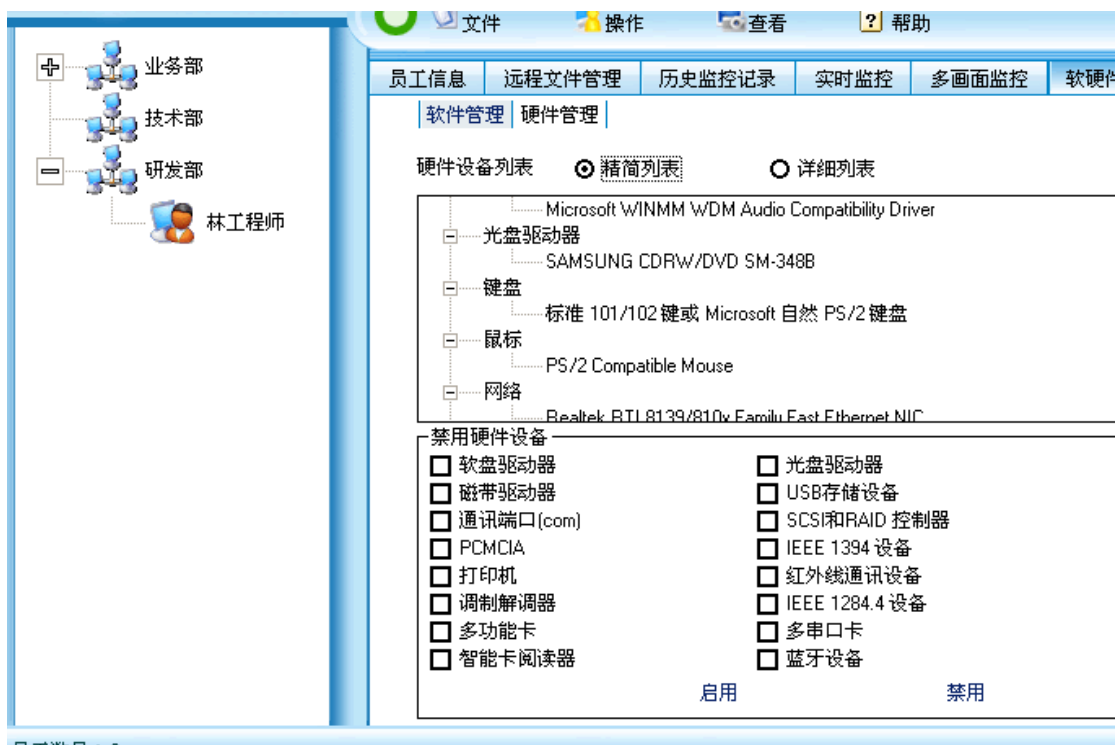 文件 操作 查看 ? 帮助
业务部
技术部
研发部
林工程师
员工信息 远程文件管理 历史监控记录 实时监控 多画面监控 软硬件
软件管理 硬件管理
硬件设备列表 精简列表 详细列表
Microsoft WINMM WDM Audio Compatibility Driver
光盘驱动器
SAMSUNG CDRW/DVD SM-348B
键盘
标准 101/102 键或 Microsoft 自然 PS/2 键盘
鼠标
PS/2 Compatible Mouse
网络
Realtek RTL8139/810x Family Fast Ethernet NIC
禁用硬件设备
软盘驱动器 光盘驱动器
磁带驱动器 USB存储设备
通讯端口(com) SCSI和RAID 控制器
PCMCIA IEEE 1394 设备
打印机 红外线通讯设备
调制解调器 IEEE 1284.4 设备
多功能卡 多串口卡
智能卡阅读器 蓝牙设备
启用 禁用